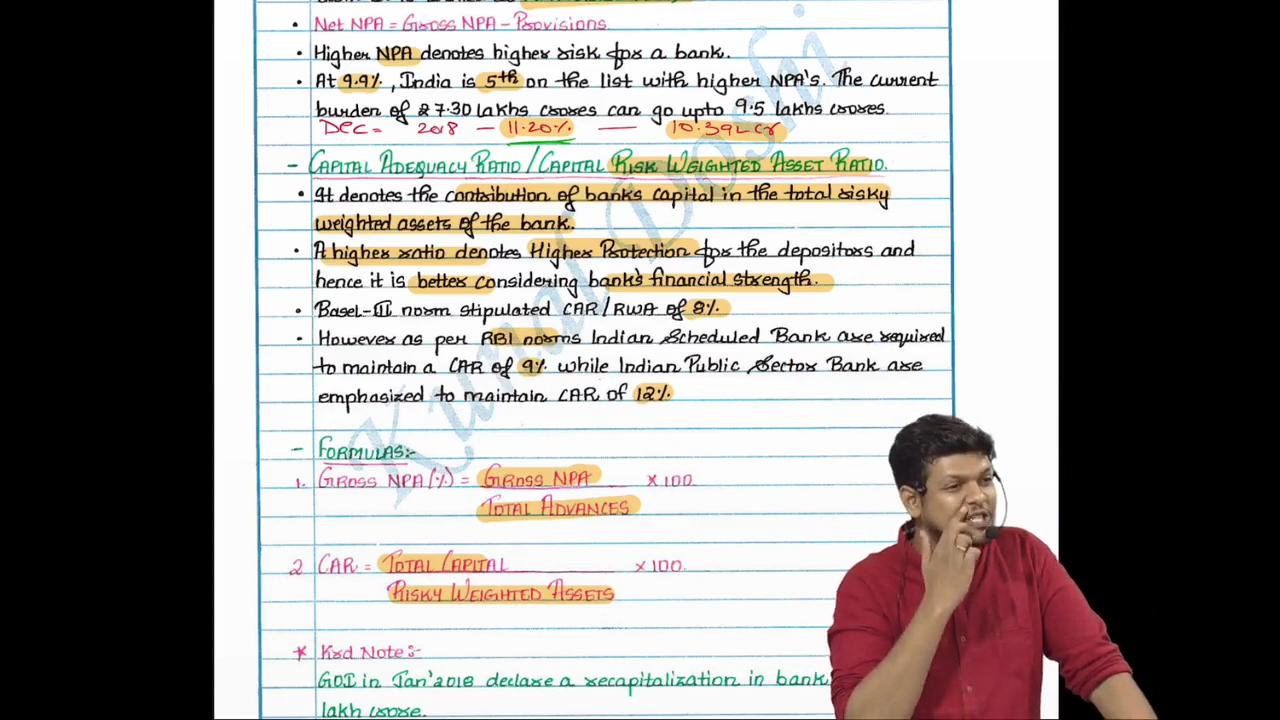 • Net NPA = Gross NPA – Provisions.
• Higher NPA denotes higher risk for a bank.
• At 9.9%, India is 5th on the list with higher NPA's. The current
burden of ₹7.30 lakhs crores can go upto 9.5 lakhs crores.
Dec = 2018 — 11.20% — 10.39L Cr
– CAPITAL ADEQUACY RATIO / CAPITAL RISK WEIGHTED ASSET RATIO.
• It denotes the contribution of banks capital in the total risky
weighted assets of the bank.
• A higher ratio denotes Higher Protection for the depositors and
hence it is better considering bank's financial strength.
• Basel-III norm stipulated CAR/RWA of 8%.
• However as per RBI norms Indian Scheduled Bank are required
to maintain a CAR of 9% while Indian Public Sector Bank are
emphasized to maintain CAR of 12%
– FORMULAS:-
1. GROSS NPA (%) = GROSS NPA × 100
TOTAL ADVANCES
2 CAR = TOTAL CAPITAL × 100.
RISKY WEIGHTED ASSETS
* Krd Note:-
GOI in Jan'2018 declare a recapitalization in bank
lakh crore.
Kunal Doshi